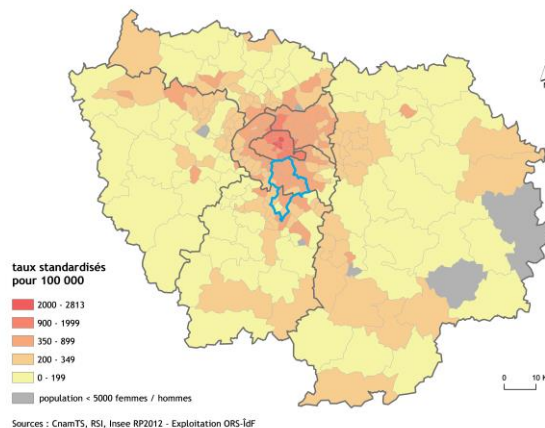 taux standardisés
pour 100 000
2000 - 2813
900 - 1999
350 - 899
200 - 349
0 - 199
population < 5000 femmes / hommes
0 10 K
Sources : CnamTS, RSI, Insee RP2012 - Exploitation ORS-ÎdF